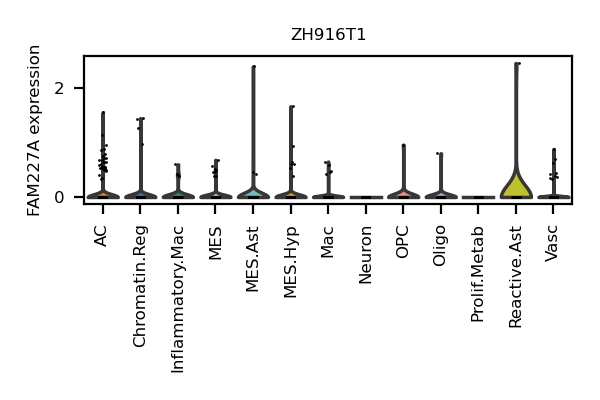 ZH916T1
FAM227A expression
2
0
AC
Chromatin.Reg
Inflammatory.Mac
MES
MES.Ast
MES.Hyp
Mac
Neuron
OPC
Oligo
Prolif.Metab
Reactive.Ast
Vasc